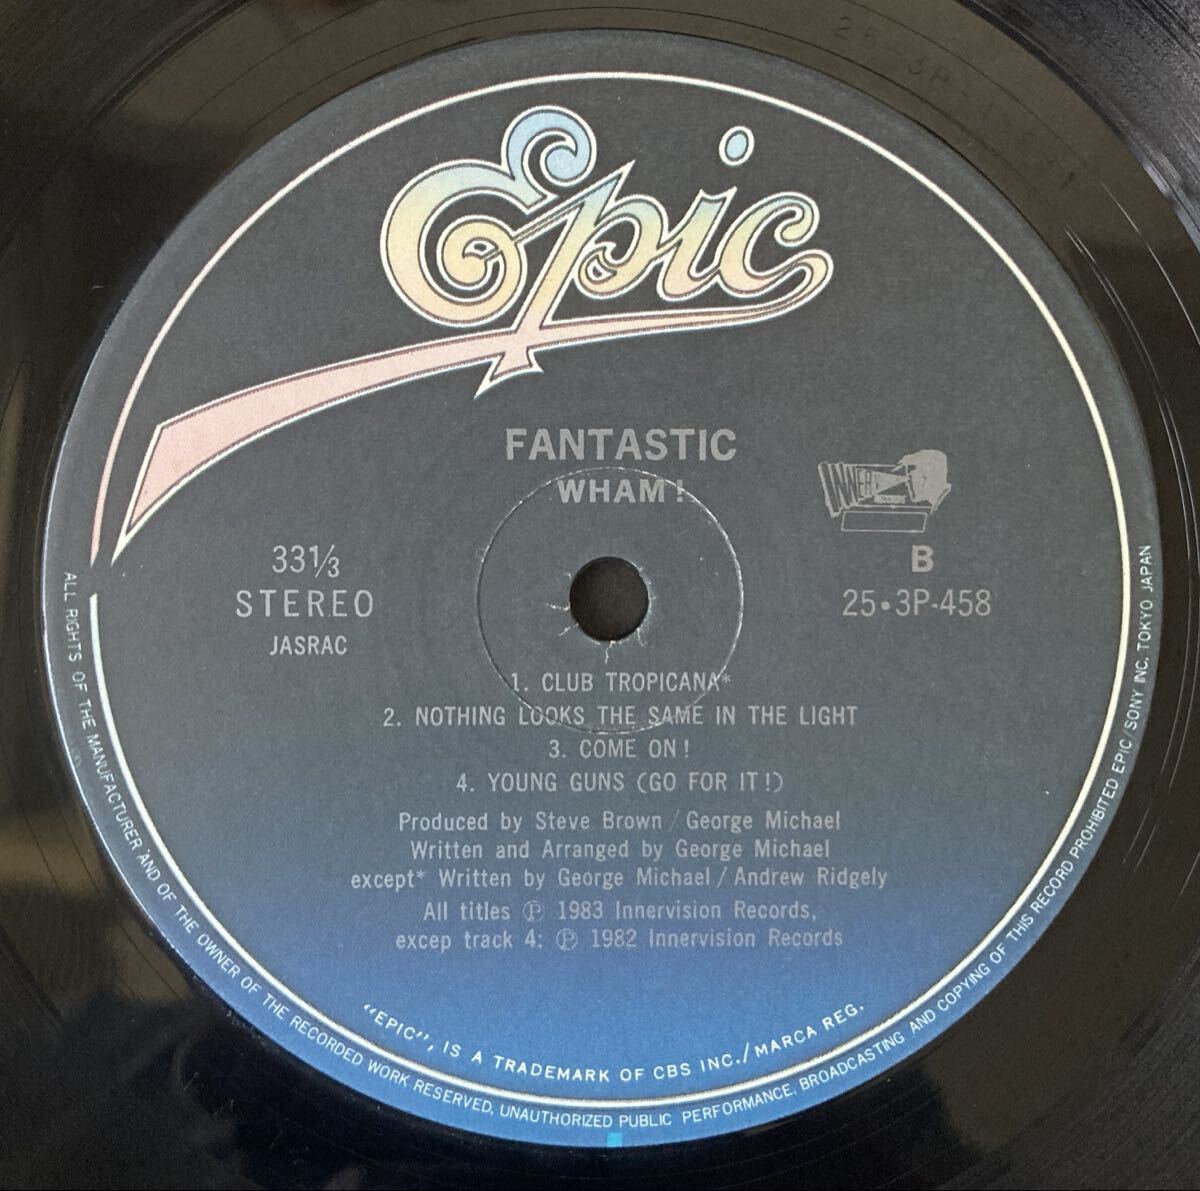 25-3P-458
Epic
FANTASTIC
WHAM!
INNERVISION
RECORDS
33⅓
STEREO
JASRAC
B
25・3P-458
1. CLUB TROPICANA*
2. NOTHING LOOKS THE SAME IN THE LIGHT
3. COME ON!
4. YOUNG GUNS (GO FOR IT!)
Produced by Steve Brown / George Michael
Written and Arranged by George Michael
except* Written by George Michael / Andrew Ridgely
All titles Ⓟ 1983 Innervision Records,
excep track 4: Ⓟ 1982 Innervision Records
"EPIC", IS A TRADEMARK OF CBS INC./MARCA REG.
ALL RIGHTS OF THE MANUFACTURER AND OF THE OWNER OF THE RECORDED WORK RESERVED, UNAUTHORIZED PUBLIC PERFORMANCE, BROADCASTING AND COPYING OF THIS RECORD PROHIBITED EPIC/SONY INC. TOKYO JAPAN